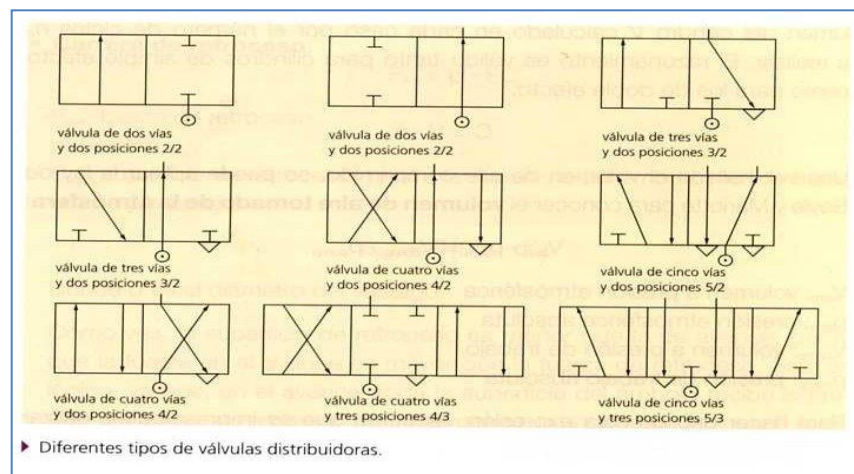 válvula de dos vías
y dos posiciones 2/2
válvula de dos vías
y dos posiciones 2/2
válvula de tres vías
y dos posiciones 3/2
válvula de tres vías
y dos posiciones 3/2
válvula de cuatro vías
y dos posiciones 4/2
válvula de cinco vías
y dos posiciones 5/2
válvula de cuatro vías
y dos posiciones 4/2
válvula de cuatro vías
y tres posiciones 4/3
válvula de cinco vías
y tres posiciones 5/3
Diferentes tipos de válvulas distribuidoras.